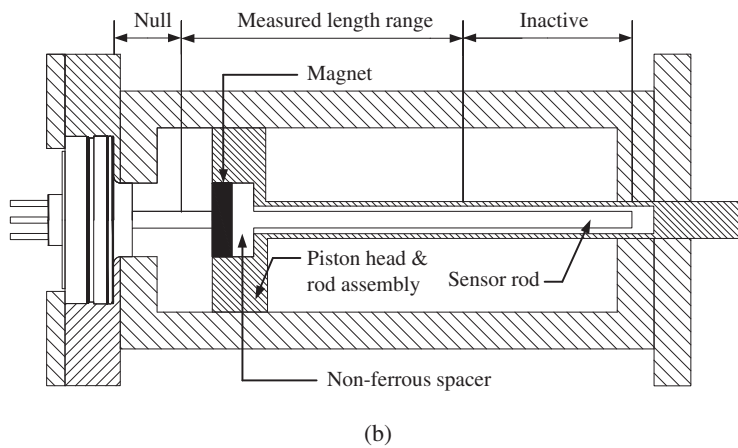 Null
Measured length range
Inactive
Magnet
Piston head &
rod assembly
Sensor rod
Non-ferrous spacer
(b)